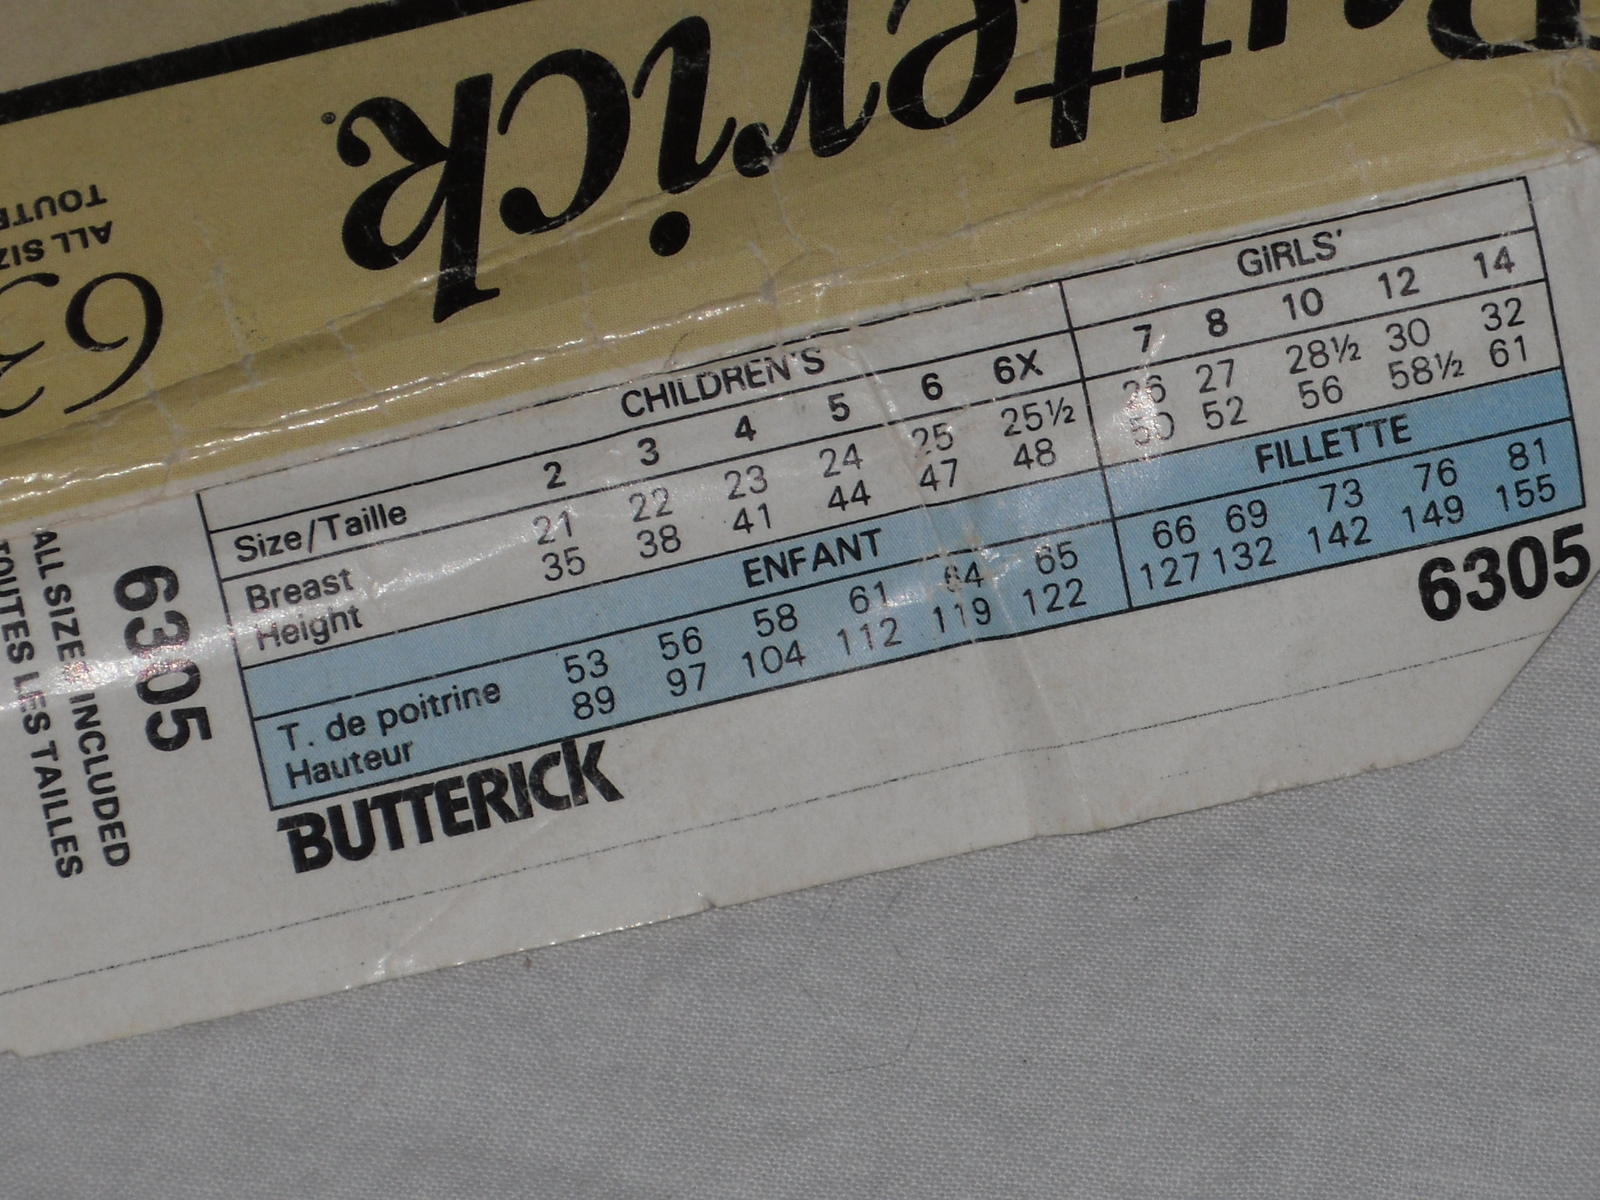 Butterick®
ALL SIZ
TOUTE
63
CHILDREN'S GIRLS'
Size/Taille 2 3 4 5 6 6X 7 8 10 12 14
Breast 21 22 23 24 25 25½ 26 27 28½ 30 32
Height 35 38 41 44 47 48 50 52 56 58½ 61
ENFANT FILLETTE
T. de poitrine 53 56 58 61 64 65 66 69 73 76 81
Hauteur 89 97 104 112 119 122 127 132 142 149 155
BUTTERICK
6305
6305
ALL SIZES INCLUDED
TOUTES LES TAILLES